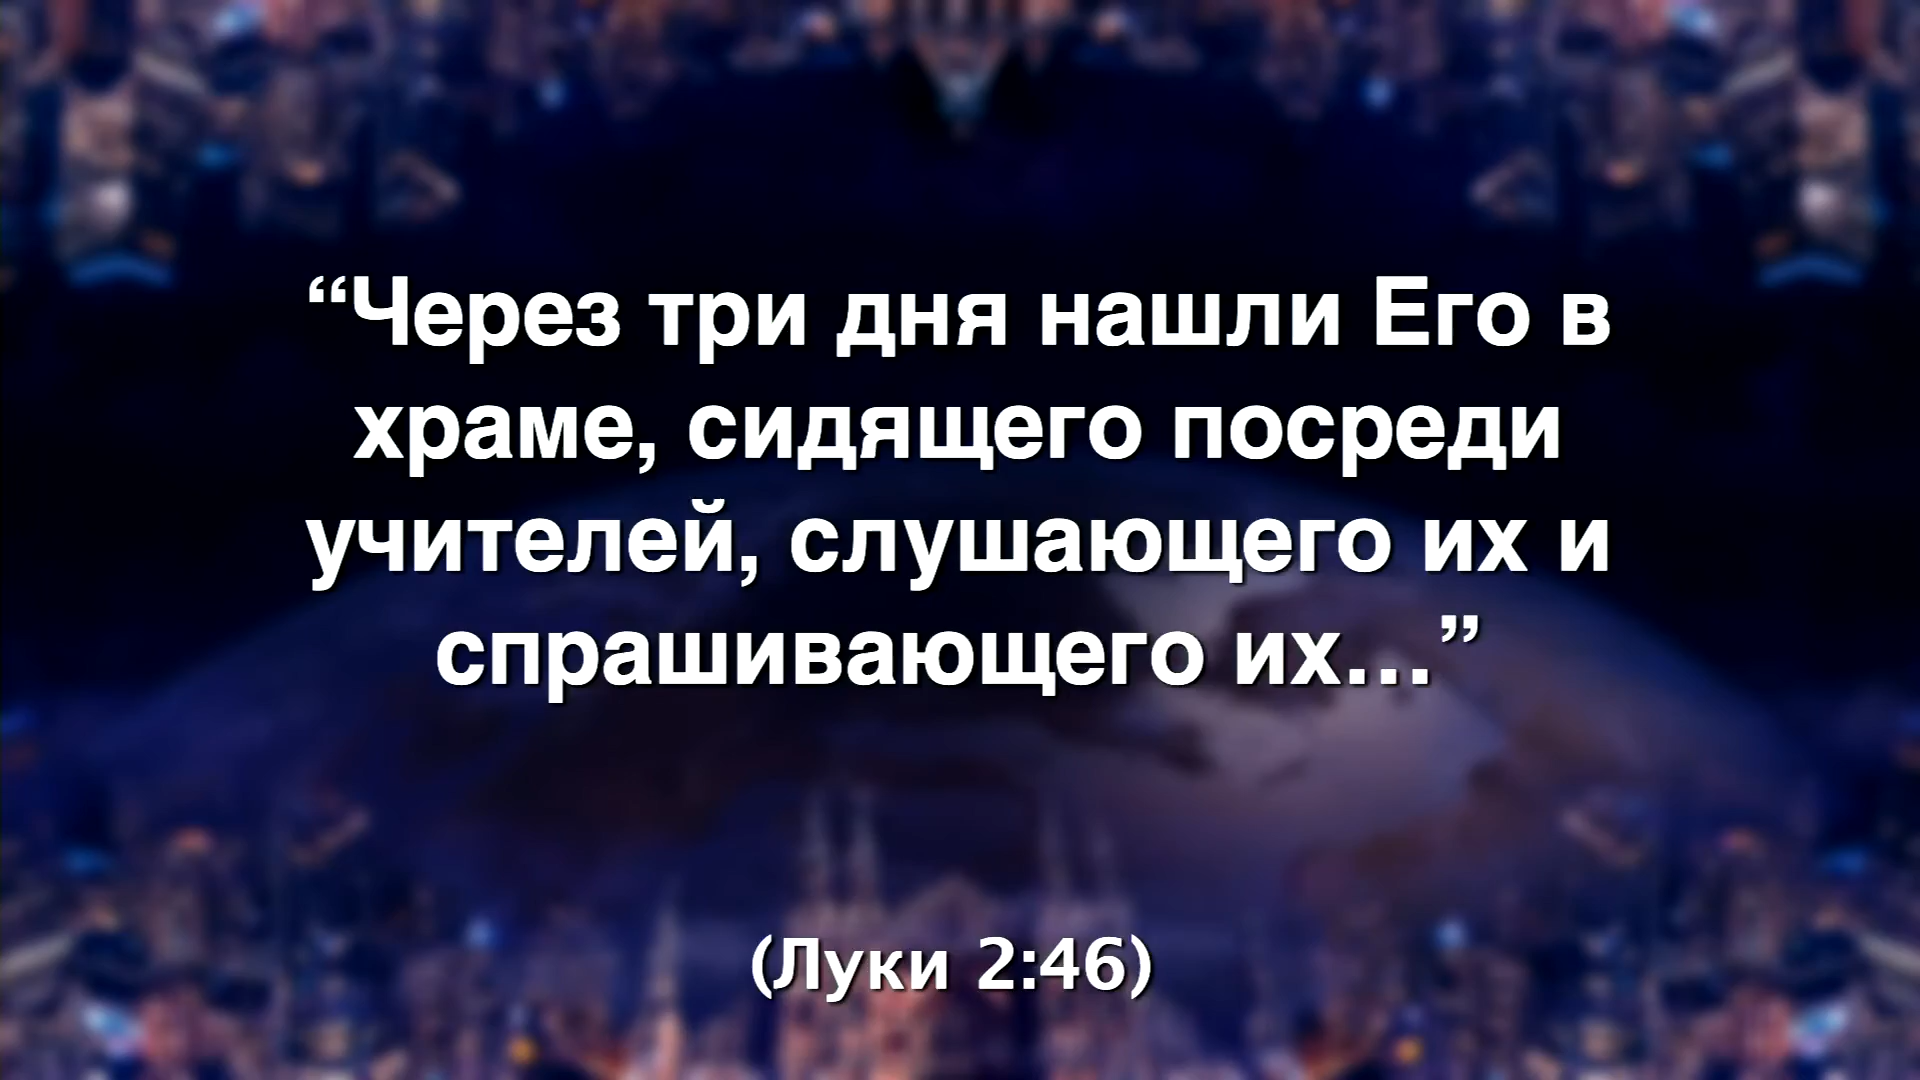 “Через три дня нашли Его в
храме, сидящего посреди
учителей, слушающего их и
спрашивающего их...”
(Луки 2:46)